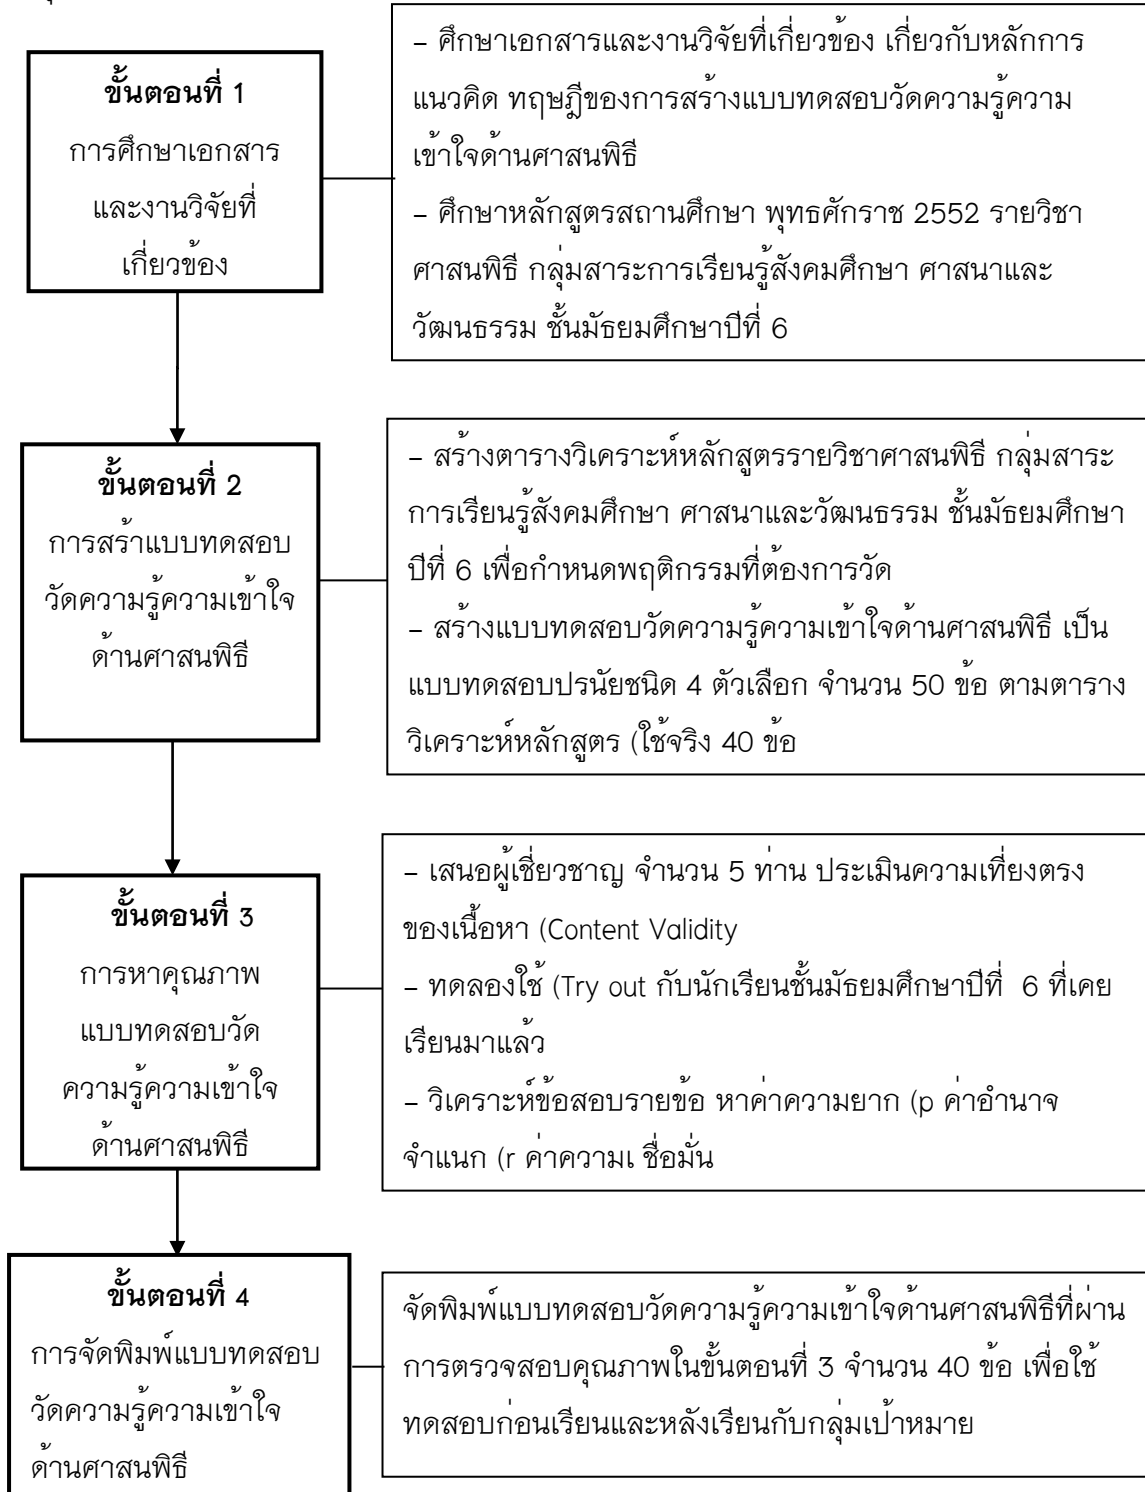 ขั้นตอนที่ 1
การศึกษาเอกสาร
และงานวิจัยที่
เกี่ยวข้อง
– ศึกษาเอกสารและงานวิจัยที่เกี่ยวข้อง เกี่ยวกับหลักการ
แนวคิด ทฤษฎีของการสร้างแบบทดสอบวัดความรู้ความ
เข้าใจด้านศาสนพิธี
– ศึกษาหลักสูตรสถานศึกษา พุทธศักราช 2552 รายวิชา
ศาสนพิธี กลุ่มสาระการเรียนรู้สังคมศึกษา ศาสนาและ
วัฒนธรรม ชั้นมัธยมศึกษาปีที่ 6
ขั้นตอนที่ 2
การสร้าแบบทดสอบ
วัดความรู้ความเข้าใจ
ด้านศาสนพิธี
– สร้างตารางวิเคราะห์หลักสูตรรายวิชาศาสนพิธี กลุ่มสาระ
การเรียนรู้สังคมศึกษา ศาสนาและวัฒนธรรม ชั้นมัธยมศึกษา
ปีที่ 6 เพื่อกำหนดพฤติกรรมที่ต้องการวัด
– สร้างแบบทดสอบวัดความรู้ความเข้าใจด้านศาสนพิธี เป็น
แบบทดสอบปรนัยชนิด 4 ตัวเลือก จำนวน 50 ข้อ ตามตาราง
วิเคราะห์หลักสูตร (ใช้จริง 40 ข้อ
ขั้นตอนที่ 3
การหาคุณภาพ
แบบทดสอบวัด
ความรู้ความเข้าใจ
ด้านศาสนพิธี
– เสนอผู้เชี่ยวชาญ จำนวน 5 ท่าน ประเมินความเที่ยงตรง
ของเนื้อหา (Content Validity
– ทดลองใช้ (Try out กับนักเรียนชั้นมัธยมศึกษาปีที่  6 ที่เคย
เรียนมาแล้ว
– วิเคราะห์ข้อสอบรายข้อ หาค่าความยาก (p ค่าอำนาจ
จำแนก (r ค่าความเ ชื่อมั่น
ขั้นตอนที่ 4
การจัดพิมพ์แบบทดสอบ
วัดความรู้ความเข้าใจ
ด้านศาสนพิธี
จัดพิมพ์แบบทดสอบวัดความรู้ความเข้าใจด้านศาสนพิธีที่ผ่าน
การตรวจสอบคุณภาพในขั้นตอนที่ 3 จำนวน 40 ข้อ เพื่อใช้
ทดสอบก่อนเรียนและหลังเรียนกับกลุ่มเป้าหมาย